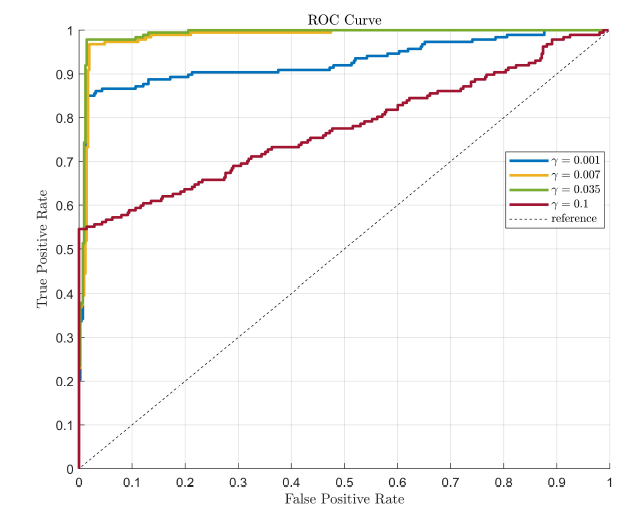 ROC Curve
1
0.9
0.8
0.7
0.6
0.5
0.4
0.3
0.2
0.1
0
True Positive Rate
γ = 0.001
γ = 0.007
γ = 0.035
γ = 0.1
reference
0 0.1 0.2 0.3 0.4 0.5 0.6 0.7 0.8 0.9 1
False Positive Rate